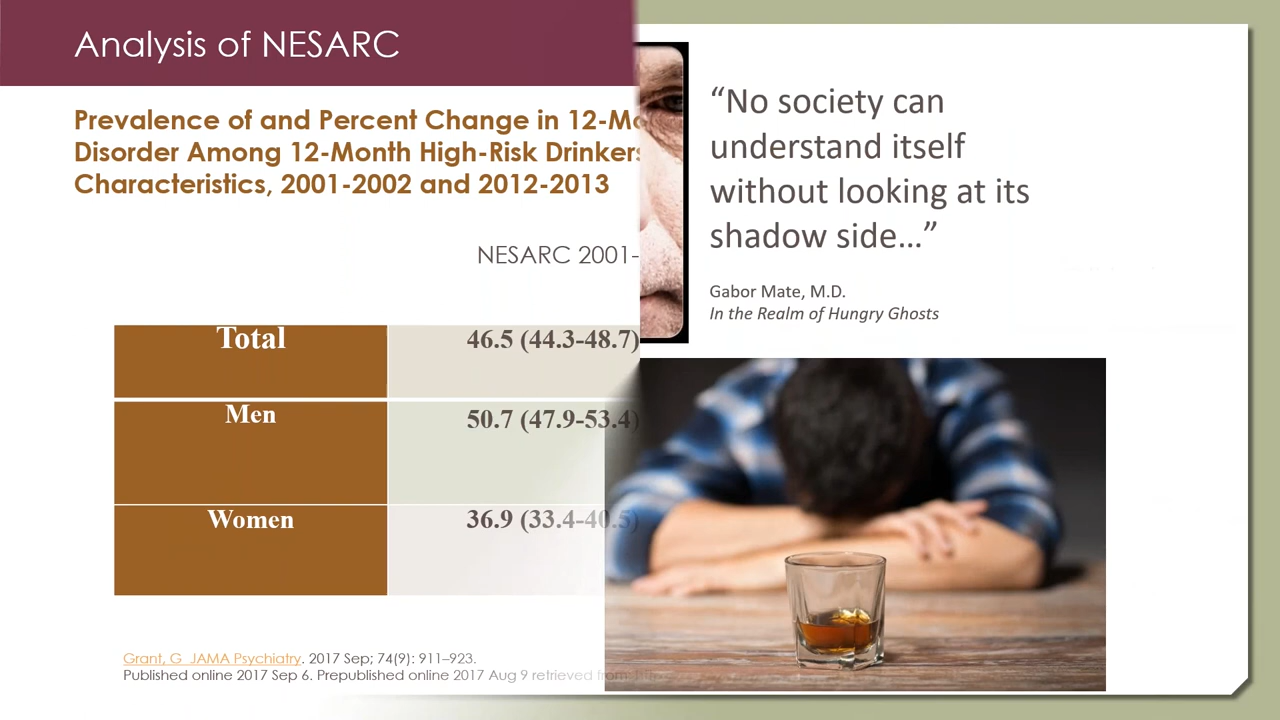 Analysis of NESARC
Prevalence of and Percent Change in 12-Mo
Disorder Among 12-Month High-Risk Drinkers
Characteristics, 2001-2002 and 2012-2013
NESARC 2001-
Total 46.5 (44.3-48.7)
Men 50.7 (47.9-53.4)
Women 36.9 (33.4-40.5)
Grant, G JAMA Psychiatry. 2017 Sep; 74(9): 911–923.
Published online 2017 Sep 6. Prepublished online 2017 Aug 9 retrieved from
“No society can
understand itself
without looking at its
shadow side…”
Gabor Mate, M.D.
In the Realm of Hungry Ghosts